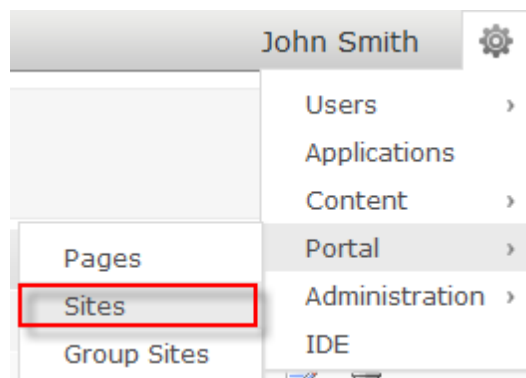 John Smith
Users
Applications
Content
Portal
Administration
IDE
Pages
Sites
Group Sites